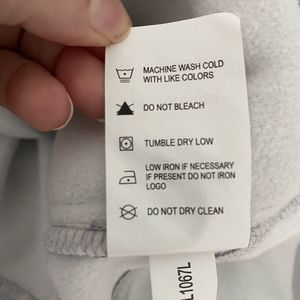 MACHINE WASH COLD
WITH LIKE COLORS
DO NOT BLEACH
TUMBLE DRY LOW
LOW IRON IF NECESSARY
IF PRESENT DO NOT IRON
LOGO
DO NOT DRY CLEAN
L1067L